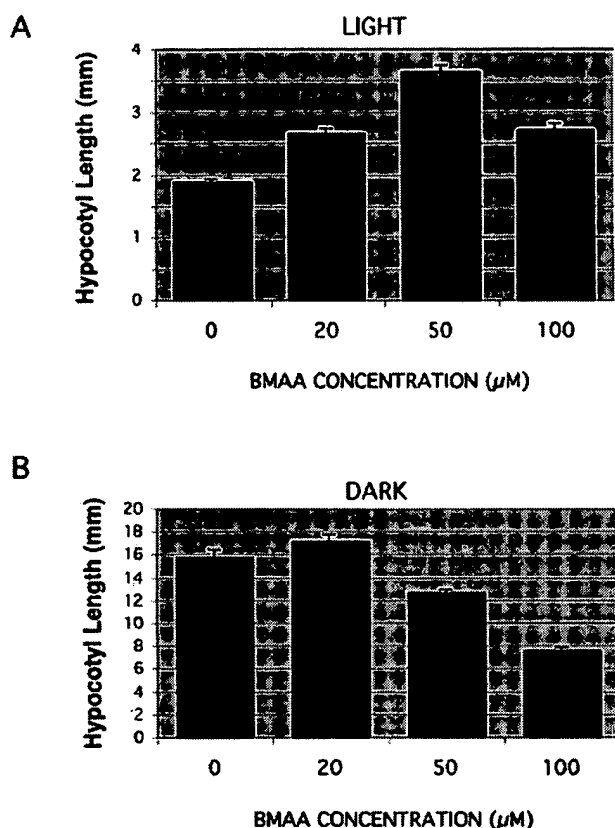 A
LIGHT
Hypocotyl Length (mm)
4
3
2
1
0
0 20 50 100
BMAA CONCENTRATION (µM)
B
DARK
Hypocotyl Length (mm)
20
18
16
14
12
10
8
6
4
2
0
0 20 50 100
BMAA CONCENTRATION (µM)